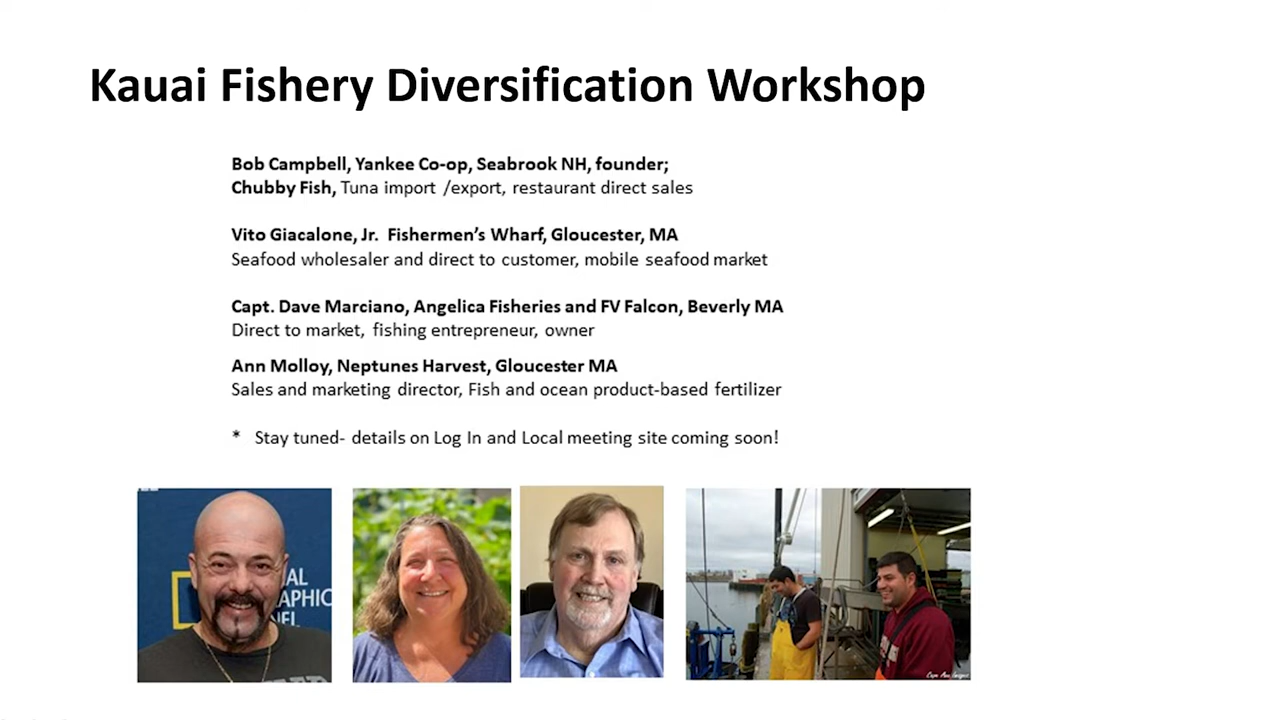 Kauai Fishery Diversification Workshop
Bob Campbell, Yankee Co-op, Seabrook NH, founder;
Chubby Fish, Tuna import /export, restaurant direct sales
Vito Giacalone, Jr. Fishermen's Wharf, Gloucester, MA
Seafood wholesaler and direct to customer, mobile seafood market
Capt. Dave Marciano, Angelica Fisheries and FV Falcon, Beverly MA
Direct to market, fishing entrepreneur, owner
Ann Molloy, Neptunes Harvest, Gloucester MA
Sales and marketing director, Fish and ocean product-based fertilizer
* Stay tuned- details on Log In and Local meeting site coming soon!
Cape Ann Images